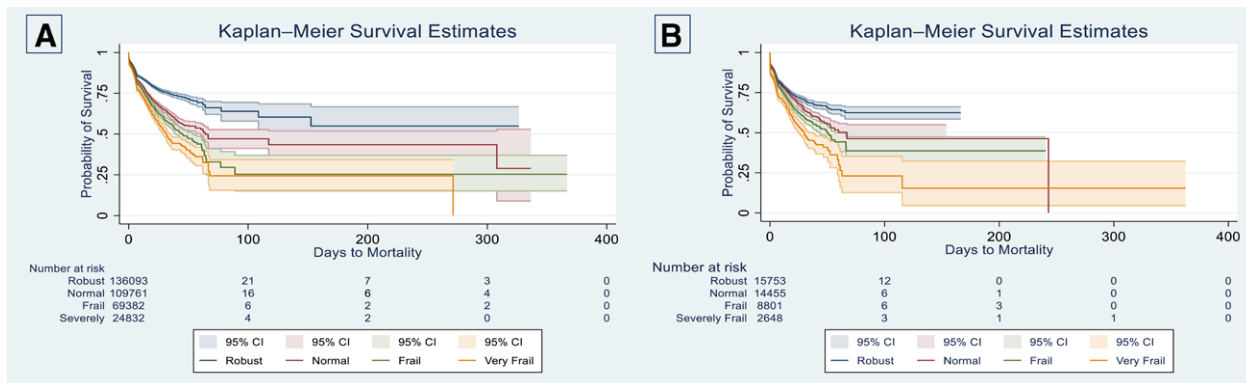 A
Kaplan–Meier Survival Estimates
Probability of Survival
1
.75
.5
.25
0
0 100 200 300 400
Days to Mortality
Number at risk
Robust 136093 21 7 3 0
Normal 109761 16 6 4 0
Frail 69382 6 2 2 0
Severely 24832 4 2 0 0
95% CI 95% CI 95% CI 95% CI
Robust Normal Frail Very Frail
B
Kaplan–Meier Survival Estimates
Probability of Survival
1
.75
.5
.25
0
0 100 200 300 400
Days to Mortality
Number at risk
Robust 15753 12 0 0 0
Normal 14455 6 1 0 0
Frail 8801 6 3 0 0
Severely Frail 2648 3 1 1 0
95% CI 95% CI 95% CI 95% CI
Robust Normal Frail Very Frail